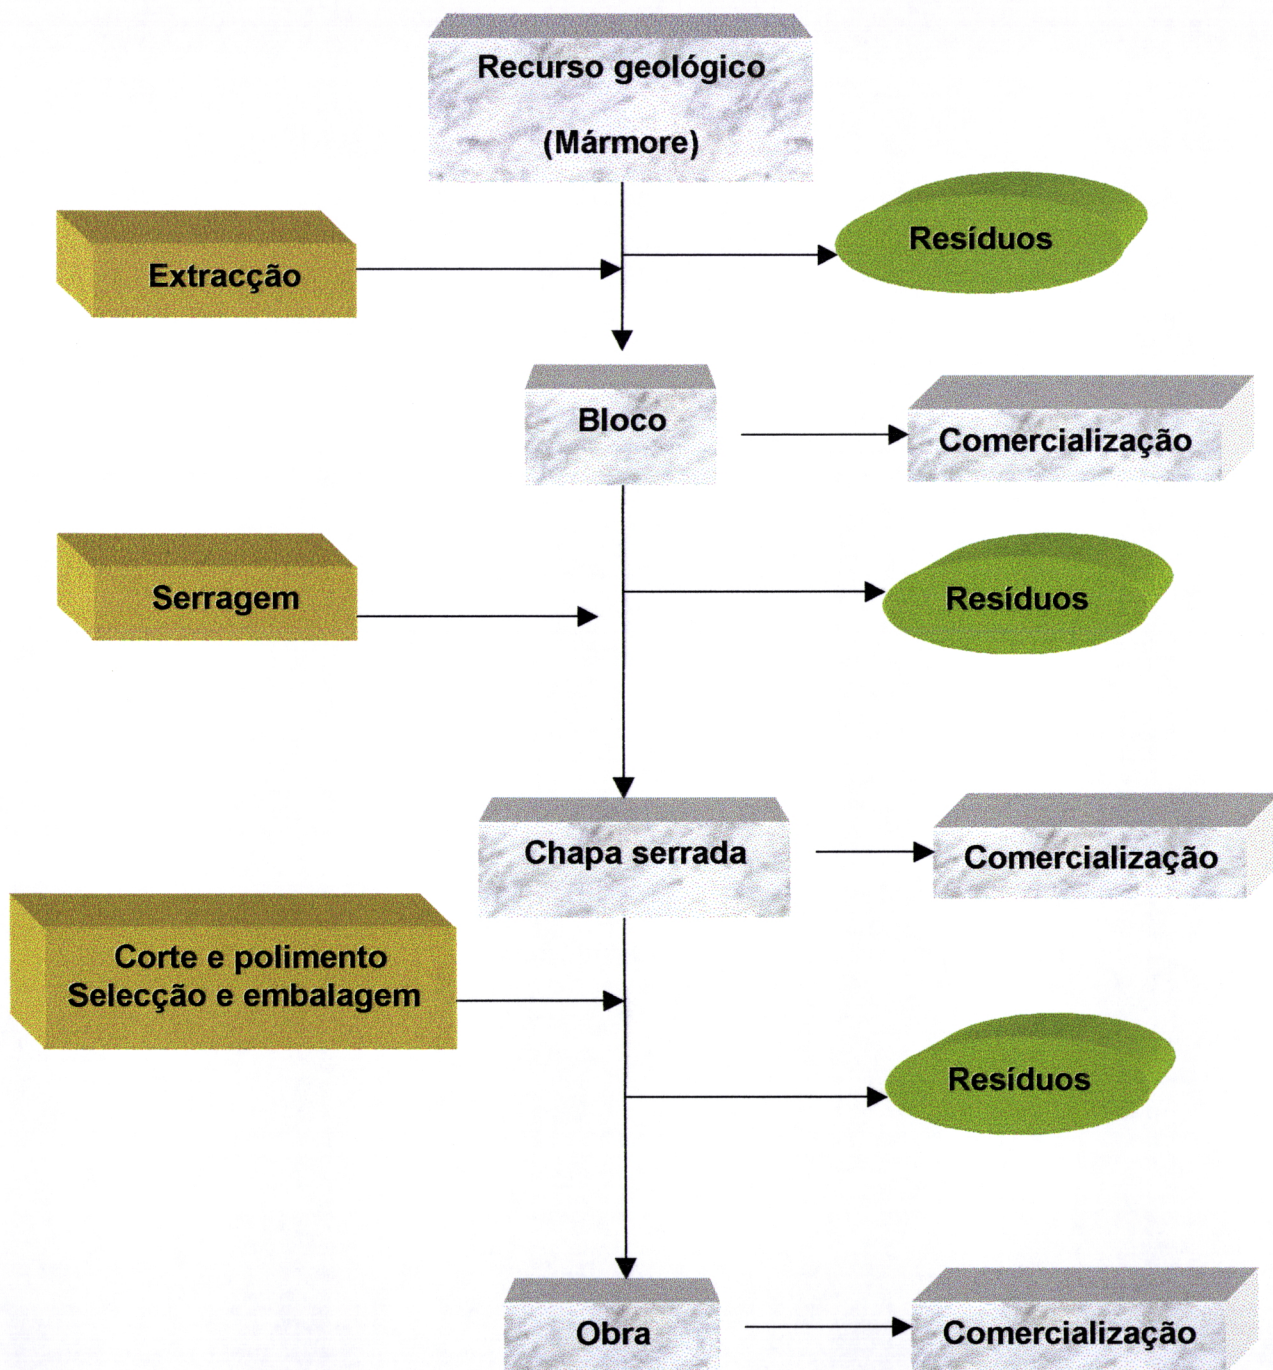 Recurso geológico
(Mármore)
Extracção
Resíduos
Bloco
Comercialização
Serragem
Resíduos
Chapa serrada
Comercialização
Corte e polimento
Selecção e embalagem
Resíduos
Obra
Comercialização